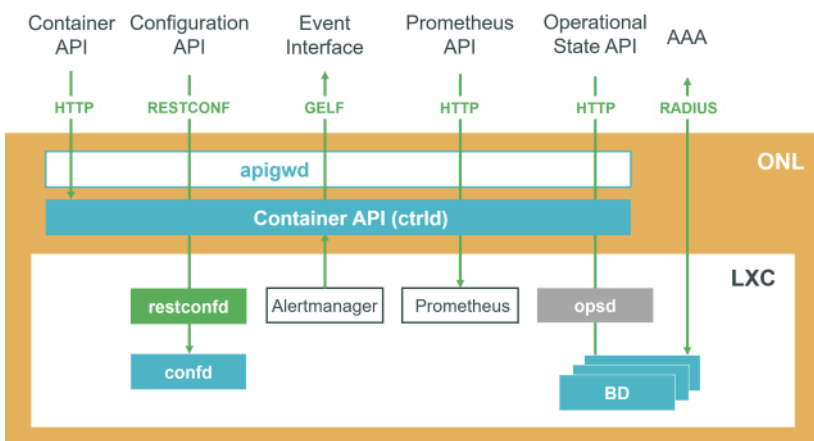 Container
API
Configuration
API
Event
Interface
Prometheus
API
Operational
State API
AAA
HTTP
RESTCONF
GELF
HTTP
HTTP
RADIUS
ONL
apigwd
Container API (ctrld)
LXC
restconfd
Alertmanager
Prometheus
opsd
confd
BD